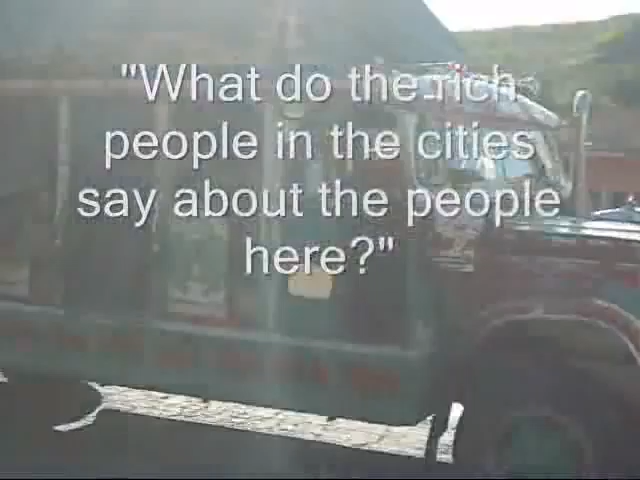 "What do the rich
people in the cities
say about the people
here?"